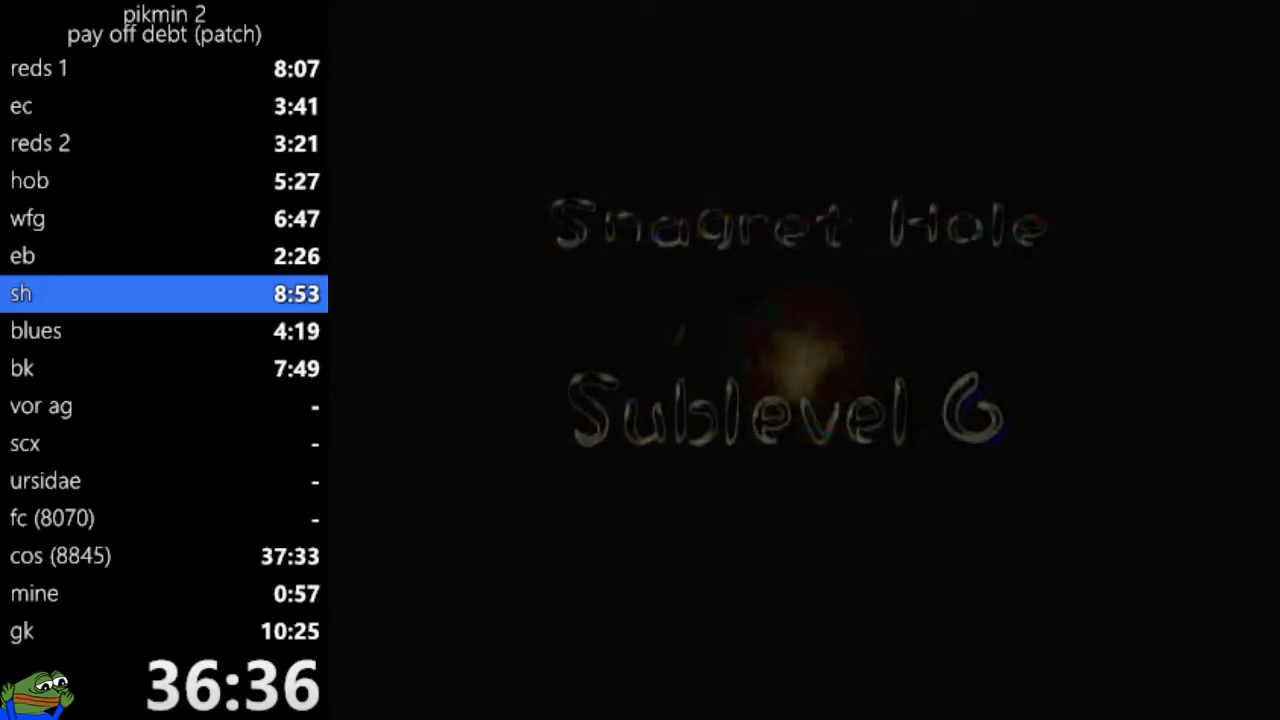 pikmin 2
pay off debt (patch)
reds 1 8:07
ec 3:41
reds 2 3:21
hob 5:27
wfg 6:47
eb 2:26
sh 8:53
blues 4:19
bk 7:49
vor ag -
scx -
ursidae -
fc (8070) -
cos (8845) 37:33
mine 0:57
gk 10:25
36:36
Snagret Hole
Sublevel 6